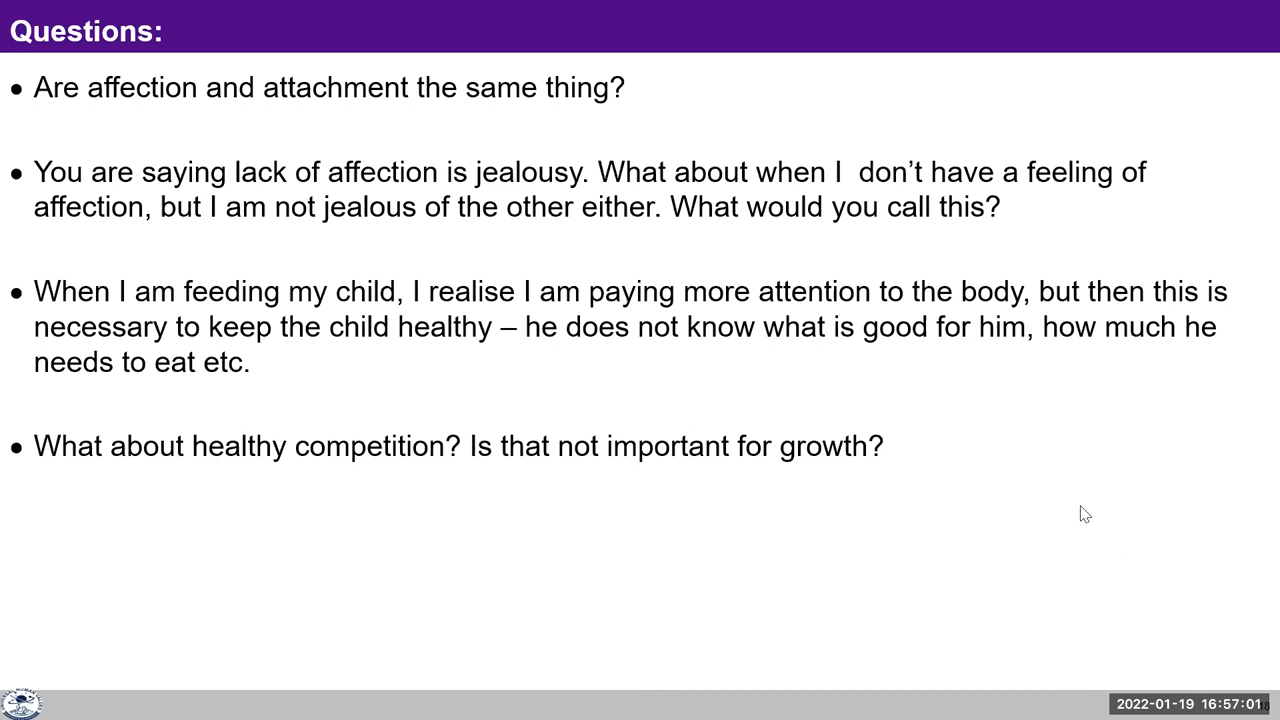 Questions:
● Are affection and attachment the same thing?
● You are saying lack of affection is jealousy. What about when I  don’t have a feeling of
affection, but I am not jealous of the other either. What would you call this?
● When I am feeding my child, I realise I am paying more attention to the body, but then this is
necessary to keep the child healthy – he does not know what is good for him, how much he
needs to eat etc.
● What about healthy competition? Is that not important for growth?
2022-01-19 16:57:01